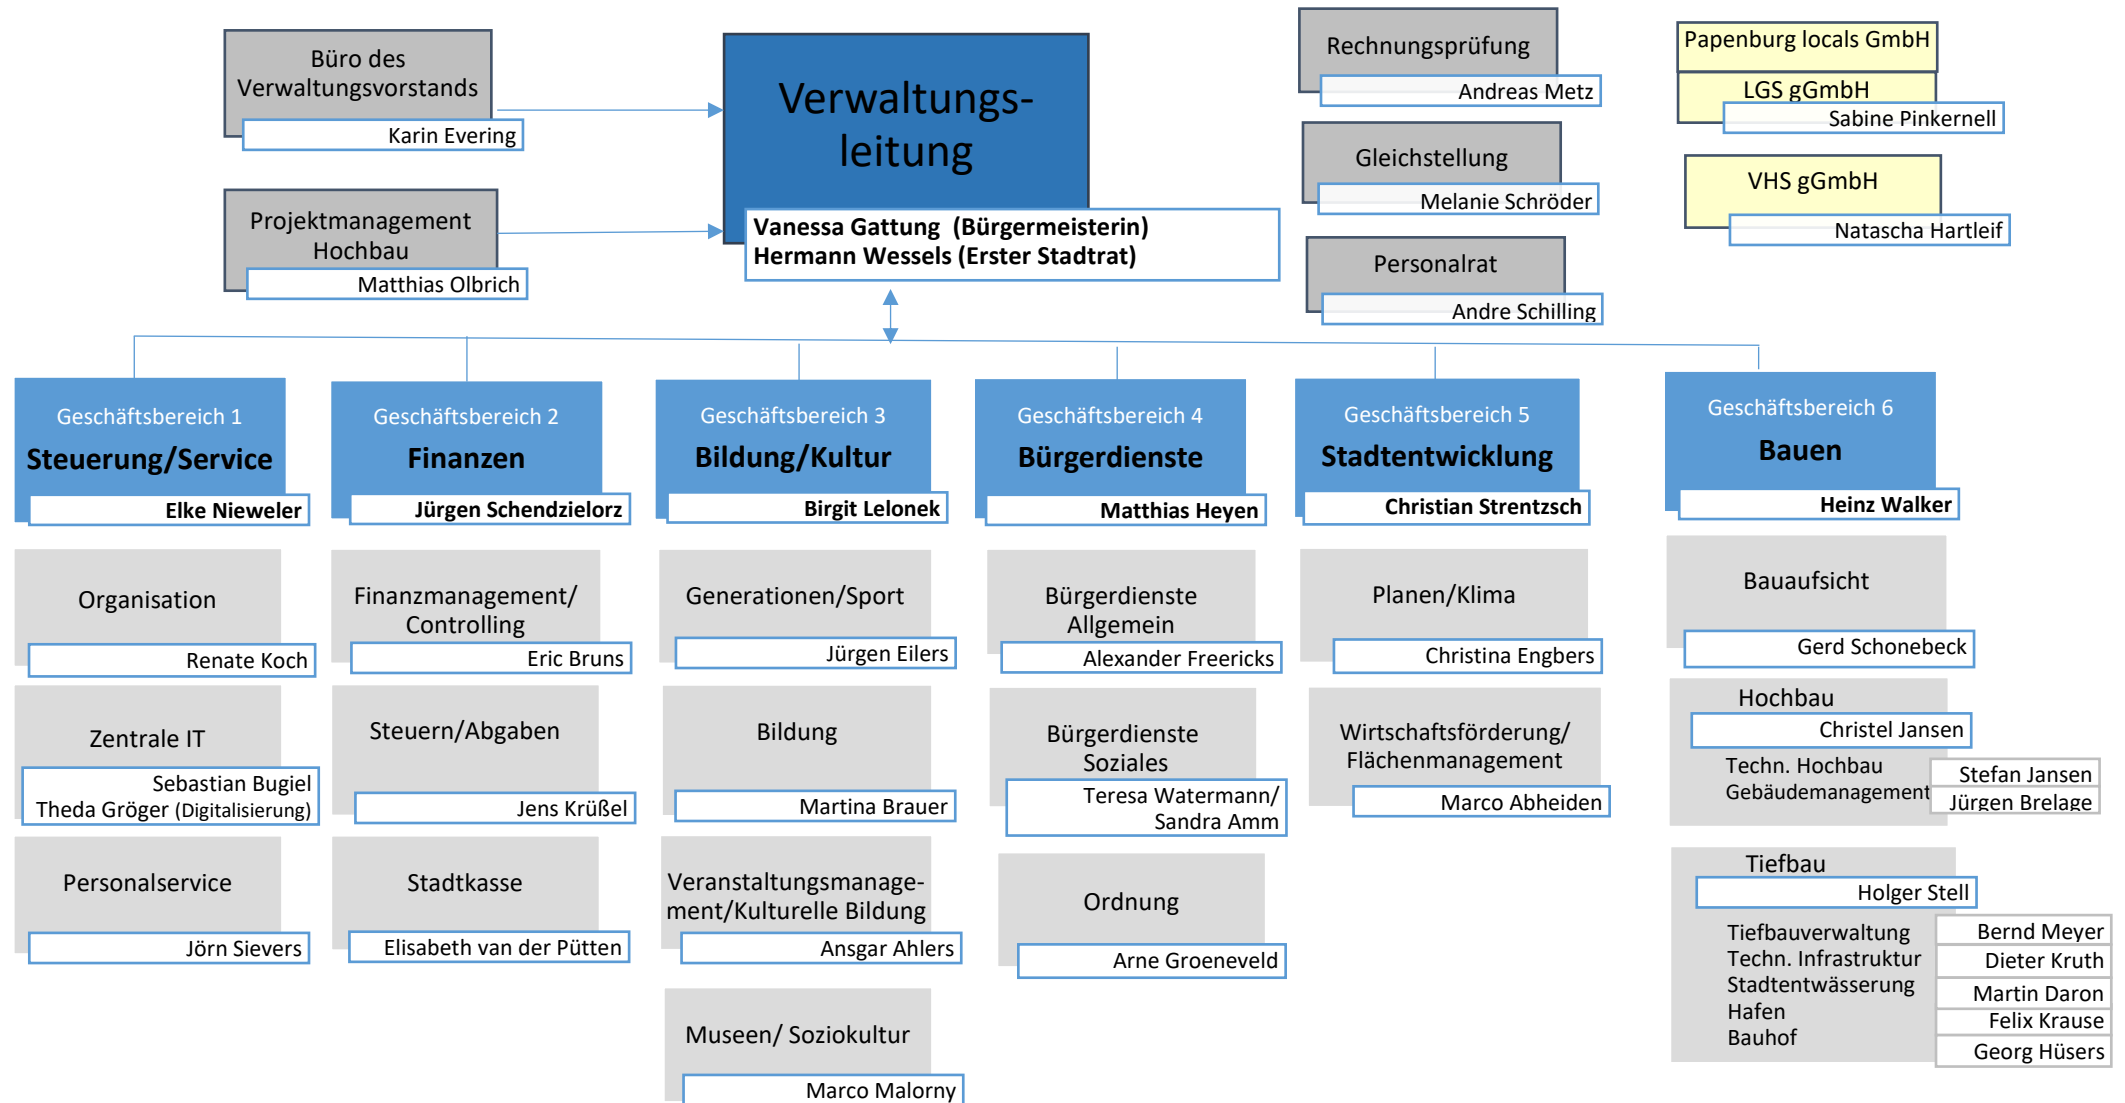 Büro des
Verwaltungsvorstands
Karin Evering
Projektmanagement
Hochbau
Matthias Olbrich
Verwaltungs-
leitung
Vanessa Gattung  (Bürgermeisterin)
Hermann Wessels (Erster Stadtrat)
Rechnungsprüfung
Andreas Metz
Gleichstellung
Melanie Schröder
Personalrat
Andre Schilling
Papenburg locals GmbH
LGS gGmbH
Sabine Pinkernell
VHS gGmbH
Natascha Hartleif
Geschäftsbereich 1
Steuerung/Service
Elke Nieweler
Organisation
Renate Koch
Zentrale IT
Sebastian Bugiel
Theda Gröger (Digitalisierung)
Personalservice
Jörn Sievers
Geschäftsbereich 2
Finanzen
Jürgen Schendzielorz
Finanzmanagement/
Controlling
Eric Bruns
Steuern/Abgaben
Jens Krüßel
Stadtkasse
Elisabeth van der Pütten
Geschäftsbereich 3
Bildung/Kultur
Birgit Lelonek
Generationen/Sport
Jürgen Eilers
Bildung
Martina Brauer
Veranstaltungsmanage-
ment/Kulturelle Bildung
Ansgar Ahlers
Museen/ Soziokultur
Marco Malorny
Geschäftsbereich 4
Bürgerdienste
Matthias Heyen
Bürgerdienste
Allgemein
Alexander Freericks
Bürgerdienste
Soziales
Teresa Watermann/
Sandra Amm
Ordnung
Arne Groeneveld
Geschäftsbereich 5
Stadtentwicklung
Christian Strentzsch
Planen/Klima
Christina Engbers
Wirtschaftsförderung/
Flächenmanagement
Marco Abheiden
Geschäftsbereich 6
Bauen
Heinz Walker
Bauaufsicht
Gerd Schonebeck
Hochbau
Christel Jansen
Techn. Hochbau
Stefan Jansen
Gebäudemanagement
Jürgen Brelage
Tiefbau
Holger Stell
Tiefbauverwaltung
Bernd Meyer
Techn. Infrastruktur
Dieter Kruth
Stadtentwässerung
Martin Daron
Hafen
Felix Krause
Bauhof
Georg Hüsers